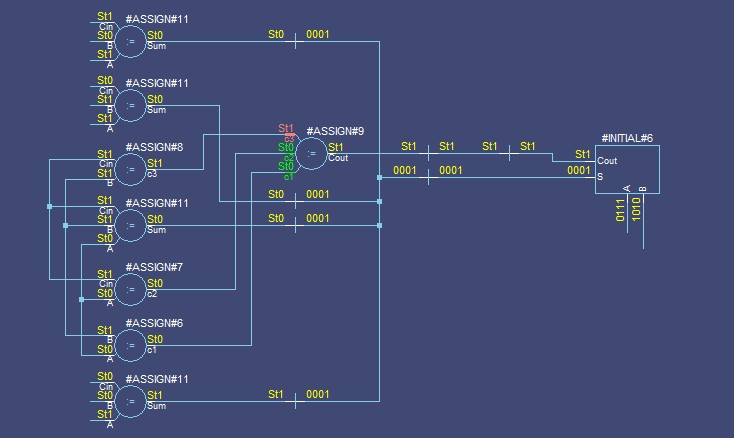 #ASSIGN#11
St1
Cin
St0
B
St1
A
:=
St0
Sum
St0
0001
#ASSIGN#11
St0
Cin
St1
B
St1
A
:=
St0
Sum
St0
0001
#ASSIGN#8
St1
Cin
St1
B
:=
St1
c3
#ASSIGN#11
St1
Cin
St1
B
St0
A
:=
St0
Sum
St0
0001
#ASSIGN#7
St1
Cin
St0
A
:=
St0
c2
#ASSIGN#6
St1
B
St0
A
:=
St0
c1
#ASSIGN#11
St0
Cin
St0
B
St1
A
:=
St1
Sum
St1
0001
#ASSIGN#9
St1
c3
St0
c2
St0
c1
:=
St1
Cout
St1
St1
St1
St1
0001
0001
#INITIAL#6
St1
Cout
0001
S
A
B
0111
1010